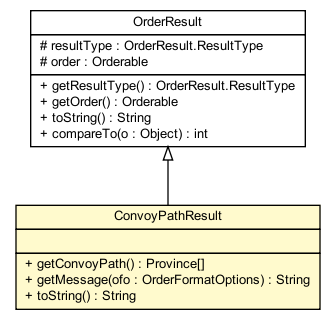 OrderResult
# resultType : OrderResult.ResultType
# order : Orderable
+ getResultType() : OrderResult.ResultType
+ getOrder() : Orderable
+ toString() : String
+ compareTo(o : Object) : int
ConvoyPathResult
+ getConvoyPath() : Province[]
+ getMessage(ofo : OrderFormatOptions) : String
+ toString() : String